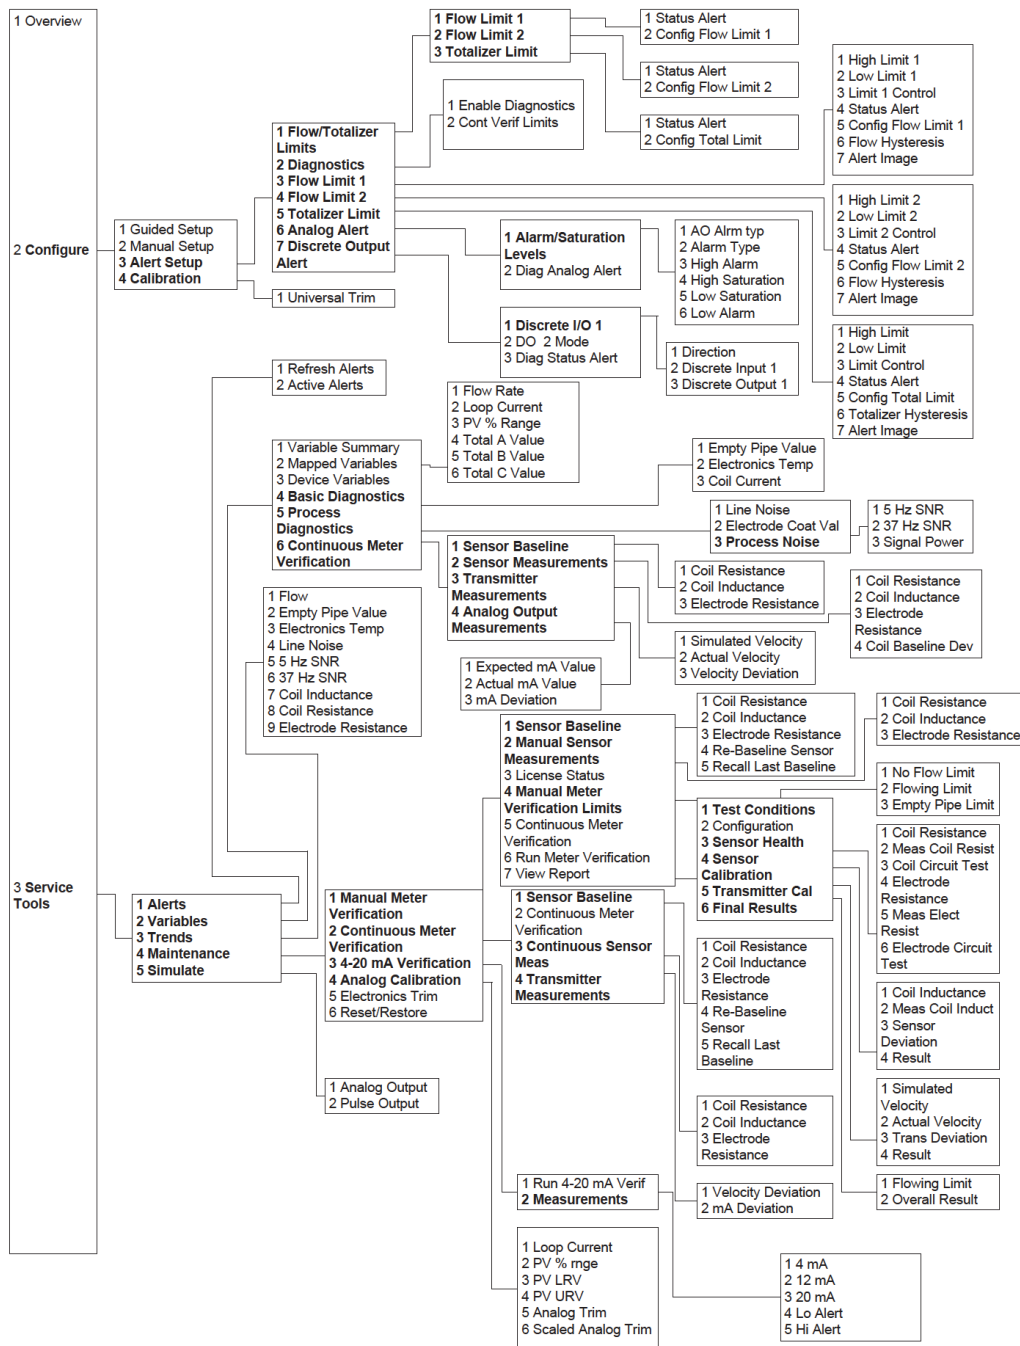 1 Overview
2 Configure
3 Service
Tools
1 Guided Setup
2 Manual Setup
3 Alert Setup
4 Calibration
1 Flow/Totalizer
Limits
2 Diagnostics
3 Flow Limit 1
4 Flow Limit 2
5 Totalizer Limit
6 Analog Alert
7 Discrete Output
Alert
1 Universal Trim
1 Flow Limit 1
2 Flow Limit 2
3 Totalizer Limit
1 Status Alert
2 Config Flow Limit 1
1 Status Alert
2 Config Flow Limit 2
1 Status Alert
2 Config Total Limit
1 Enable Diagnostics
2 Cont Verif Limits
1 High Limit 1
2 Low Limit 1
3 Limit 1 Control
4 Status Alert
5 Config Flow Limit 1
6 Flow Hysteresis
7 Alert Image
1 High Limit 2
2 Low Limit 2
3 Limit 2 Control
4 Status Alert
5 Config Flow Limit 2
6 Flow Hysteresis
7 Alert Image
1 High Limit
2 Low Limit
3 Limit Control
4 Status Alert
5 Config Total Limit
6 Totalizer Hysteresis
7 Alert Image
1 Alarm/Saturation
Levels
2 Diag Analog Alert
1 AO Alrm typ
2 Alarm Type
3 High Alarm
4 High Saturation
5 Low Saturation
6 Low Alarm
1 Discrete I/O 1
2 DO 2 Mode
3 Diag Status Alert
1 Direction
2 Discrete Input 1
3 Discrete Output 1
1 Refresh Alerts
2 Active Alerts
1 Variable Summary
2 Mapped Variables
3 Device Variables
4 Basic Diagnostics
5 Process
Diagnostics
6 Continuous Meter
Verification
1 Flow Rate
2 Loop Current
3 PV % Range
4 Total A Value
5 Total B Value
6 Total C Value
1 Empty Pipe Value
2 Electronics Temp
3 Coil Current
1 Line Noise
2 Electrode Coat Val
3 Process Noise
1 5 Hz SNR
2 37 Hz SNR
3 Signal Power
1 Sensor Baseline
2 Sensor Measurements
3 Transmitter
Measurements
4 Analog Output
Measurements
1 Coil Resistance
2 Coil Inductance
3 Electrode Resistance
1 Coil Resistance
2 Coil Inductance
3 Electrode
Resistance
4 Coil Baseline Dev
1 Simulated Velocity
2 Actual Velocity
3 Velocity Deviation
1 Expected mA Value
2 Actual mA Value
3 mA Deviation
1 Flow
2 Empty Pipe Value
3 Electronics Temp
4 Line Noise
5 5 Hz SNR
6 37 Hz SNR
7 Coil Inductance
8 Coil Resistance
9 Electrode Resistance
1 Alerts
2 Variables
3 Trends
4 Maintenance
5 Simulate
1 Manual Meter
Verification
2 Continuous Meter
Verification
3 4-20 mA Verification
4 Analog Calibration
5 Electronics Trim
6 Reset/Restore
1 Analog Output
2 Pulse Output
1 Sensor Baseline
2 Manual Sensor
Measurements
3 License Status
4 Manual Meter
Verification Limits
5 Continuous Meter
Verification
6 Run Meter Verification
7 View Report
1 Coil Resistance
2 Coil Inductance
3 Electrode Resistance
4 Re-Baseline Sensor
5 Recall Last Baseline
1 Coil Resistance
2 Coil Inductance
3 Electrode Resistance
1 No Flow Limit
2 Flowing Limit
3 Empty Pipe Limit
1 Test Conditions
2 Configuration
3 Sensor Health
4 Sensor
Calibration
5 Transmitter Cal
6 Final Results
1 Coil Resistance
2 Meas Coil Resist
3 Coil Circuit Test
4 Electrode
Resistance
5 Meas Elect
Resist
6 Electrode Circuit
Test
1 Coil Inductance
2 Meas Coil Induct
3 Sensor
Deviation
4 Result
1 Simulated
Velocity
2 Actual Velocity
3 Trans Deviation
4 Result
1 Flowing Limit
2 Overall Result
1 Sensor Baseline
2 Continuous Meter
Verification
3 Continuous Sensor
Meas
4 Transmitter
Measurements
1 Coil Resistance
2 Coil Inductance
3 Electrode
Resistance
4 Re-Baseline
Sensor
5 Recall Last
Baseline
1 Coil Resistance
2 Coil Inductance
3 Electrode
Resistance
1 Velocity Deviation
2 mA Deviation
1 Run 4-20 mA Verif
2 Measurements
1 Loop Current
2 PV % rnge
3 PV LRV
4 PV URV
5 Analog Trim
6 Scaled Analog Trim
1 4 mA
2 12 mA
3 20 mA
4 Lo Alert
5 Hi Alert